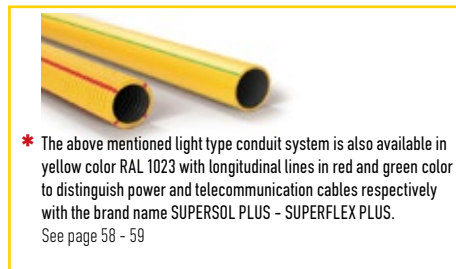 * The above mentioned light type conduit system is also available in
yellow color RAL 1023 with longitudinal lines in red and green color
to distinguish power and telecommunication cables respectively
with the brand name SUPERSOL PLUS - SUPERFLEX PLUS.
See page 58 - 59